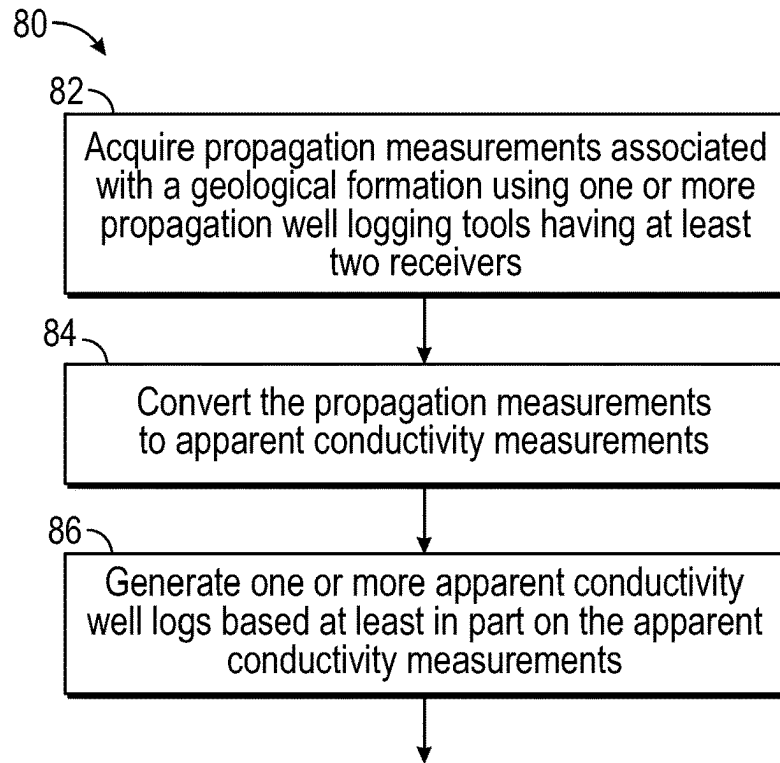 80
82
Acquire propagation measurements associated
with a geological formation using one or more
propagation well logging tools having at least
two receivers
84
Convert the propagation measurements
to apparent conductivity measurements
86
Generate one or more apparent conductivity
well logs based at least in part on the apparent
conductivity measurements